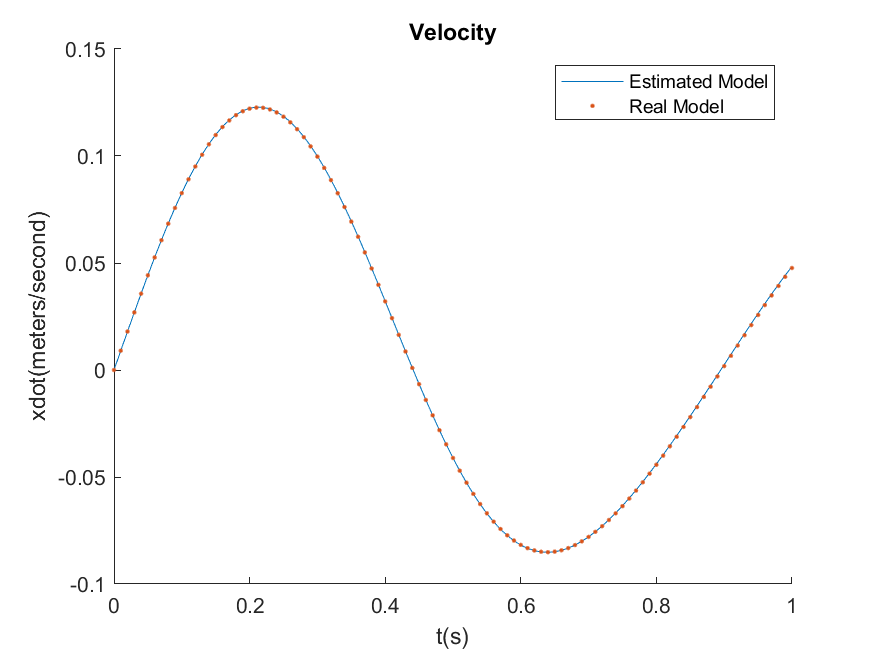 Velocity
0.15
Estimated Model
Real Model
0.1
0.05
0
-0.05
-0.1
xdot(meters/second)
0
0.2
0.4
0.6
0.8
1
t(s)